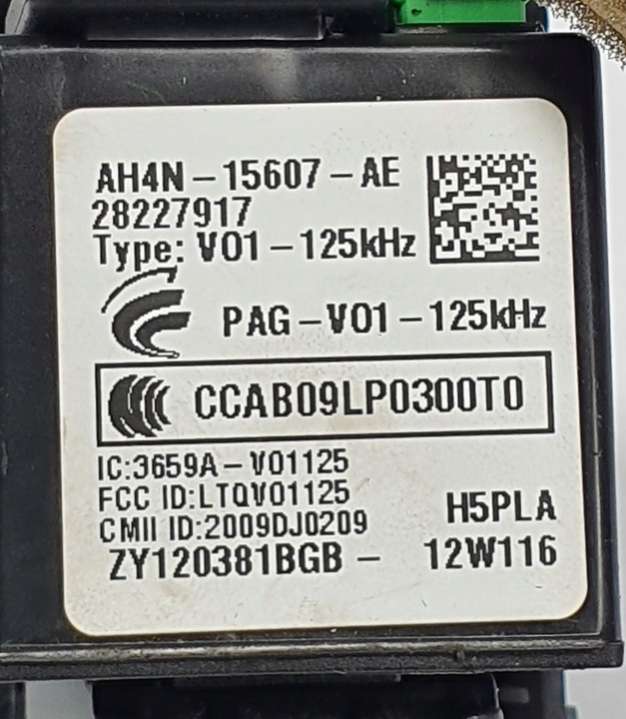 AH4N-15607-AE
28227917
Type: V01-125kHz
PAG-V01-125kHz
CCAB09LP0300T0
IC:3659A-V01125
FCC ID:LTQV01125
CMII ID:2009DJ0209
H5PLA
ZY120381BGB - 12W116